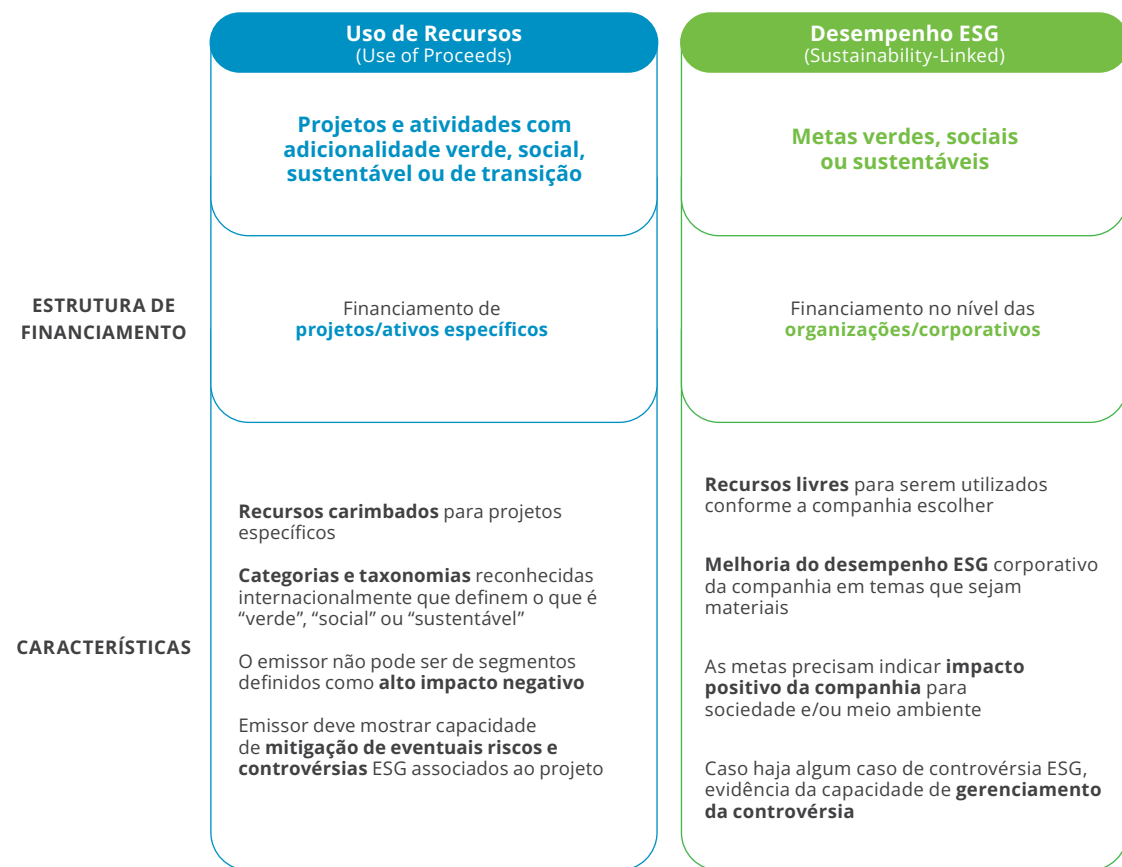 Uso de Recursos
(Use of Proceeds)
Desempenho ESG
(Sustainability-Linked)
Projetos e atividades com
adicionalidade verde, social,
sustentável ou de transição
Metas verdes, sociais
ou sustentáveis
ESTRUTURA DE
FINANCIAMENTO
Financiamento de
projetos/ativos específicos
Financiamento no nível das
organizações/corporativos
CARACTERÍSTICAS
Recursos carimbados para projetos
específicos
Categorias e taxonomias reconhecidas
internacionalmente que definem o que é
“verde”, “social” ou “sustentável”
O emissor não pode ser de segmentos
definidos como alto impacto negativo
Emissor deve mostrar capacidade
de mitigação de eventuais riscos e
controvérsias ESG associados ao projeto
Recursos livres para serem utilizados
conforme a companhia escolher
Melhoria do desempenho ESG corporativo
da companhia em temas que sejam
materiais
As metas precisam indicar impacto
positivo da companhia para
sociedade e/ou meio ambiente
Caso haja algum caso de controvérsia ESG,
evidência da capacidade de gerenciamento
da controvérsia